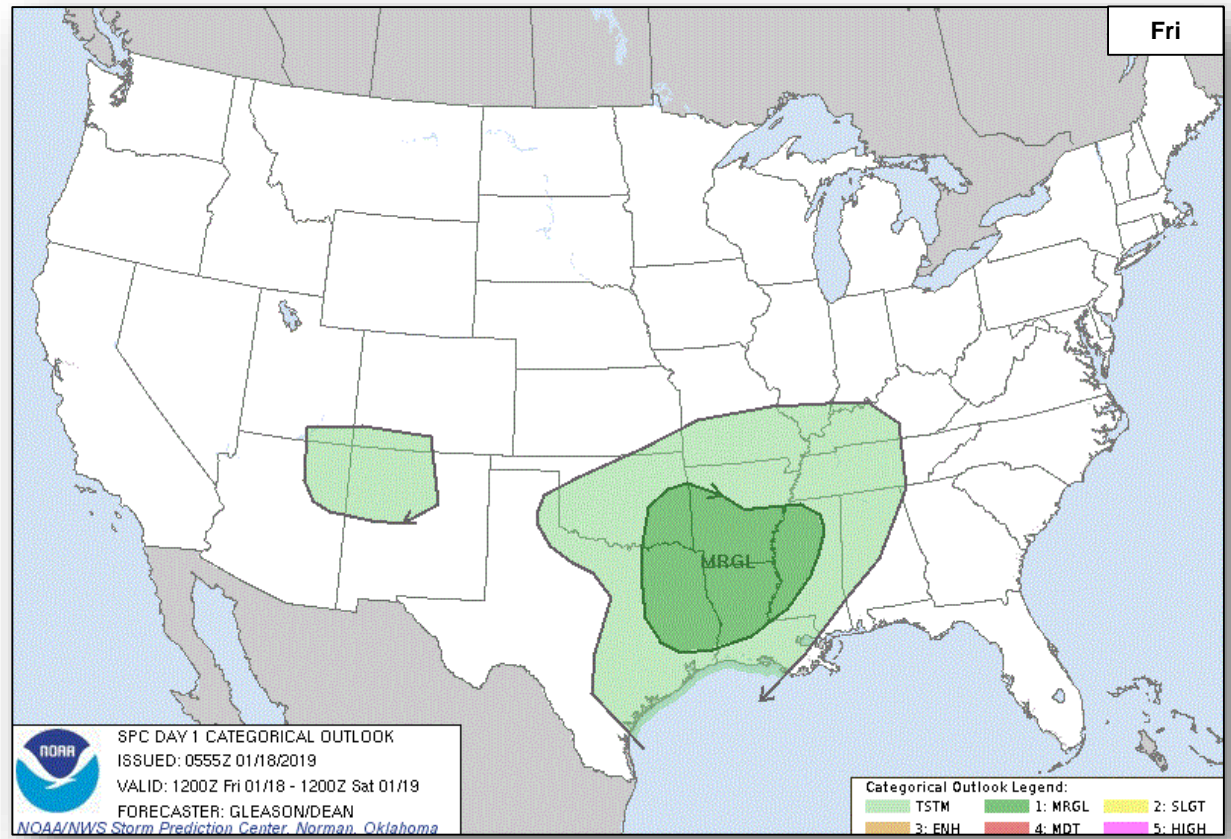 Fri
MRGL
NOAA
SPC DAY 1 CATEGORICAL OUTLOOK
ISSUED: 0555Z 01/18/2019
VALID: 1200Z Fri 01/18 - 1200Z Sat 01/19
FORECASTER: GLEASON/DEAN
NOAA/NWS Storm Prediction Center, Norman, Oklahoma
Categorical Outlook Legend:
TSTM 1: MRGL 2: SLGT
3: ENH 4: MDT 5: HIGH